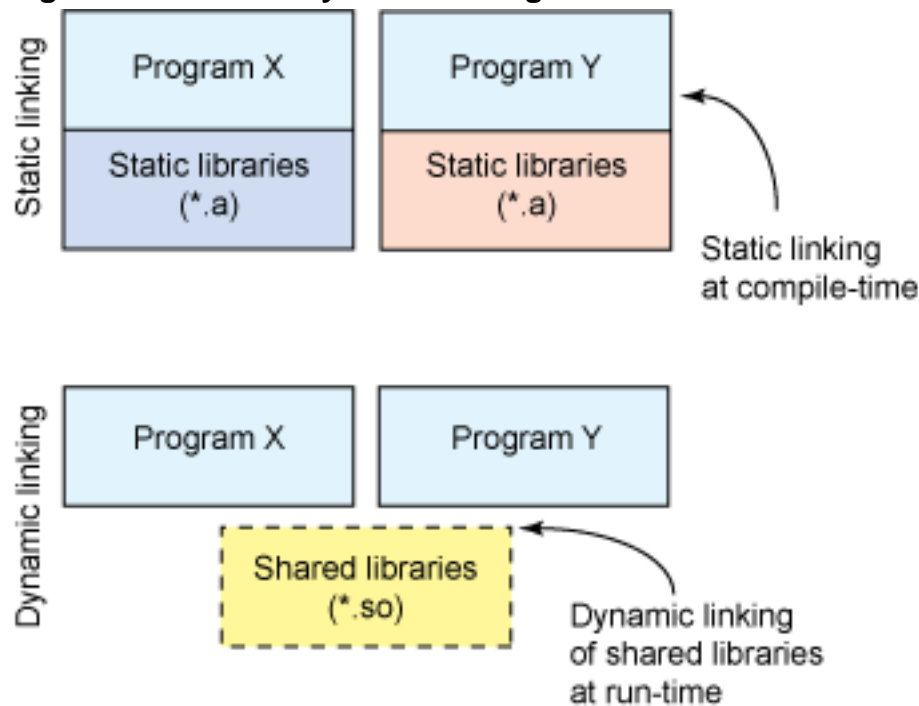 Static linking
Program X
Program Y
Static libraries
(*.a)
Static libraries
(*.a)
Static linking
at compile-time
Dynamic linking
Program X
Program Y
Shared libraries
(*.so)
Dynamic linking
of shared libraries
at run-time